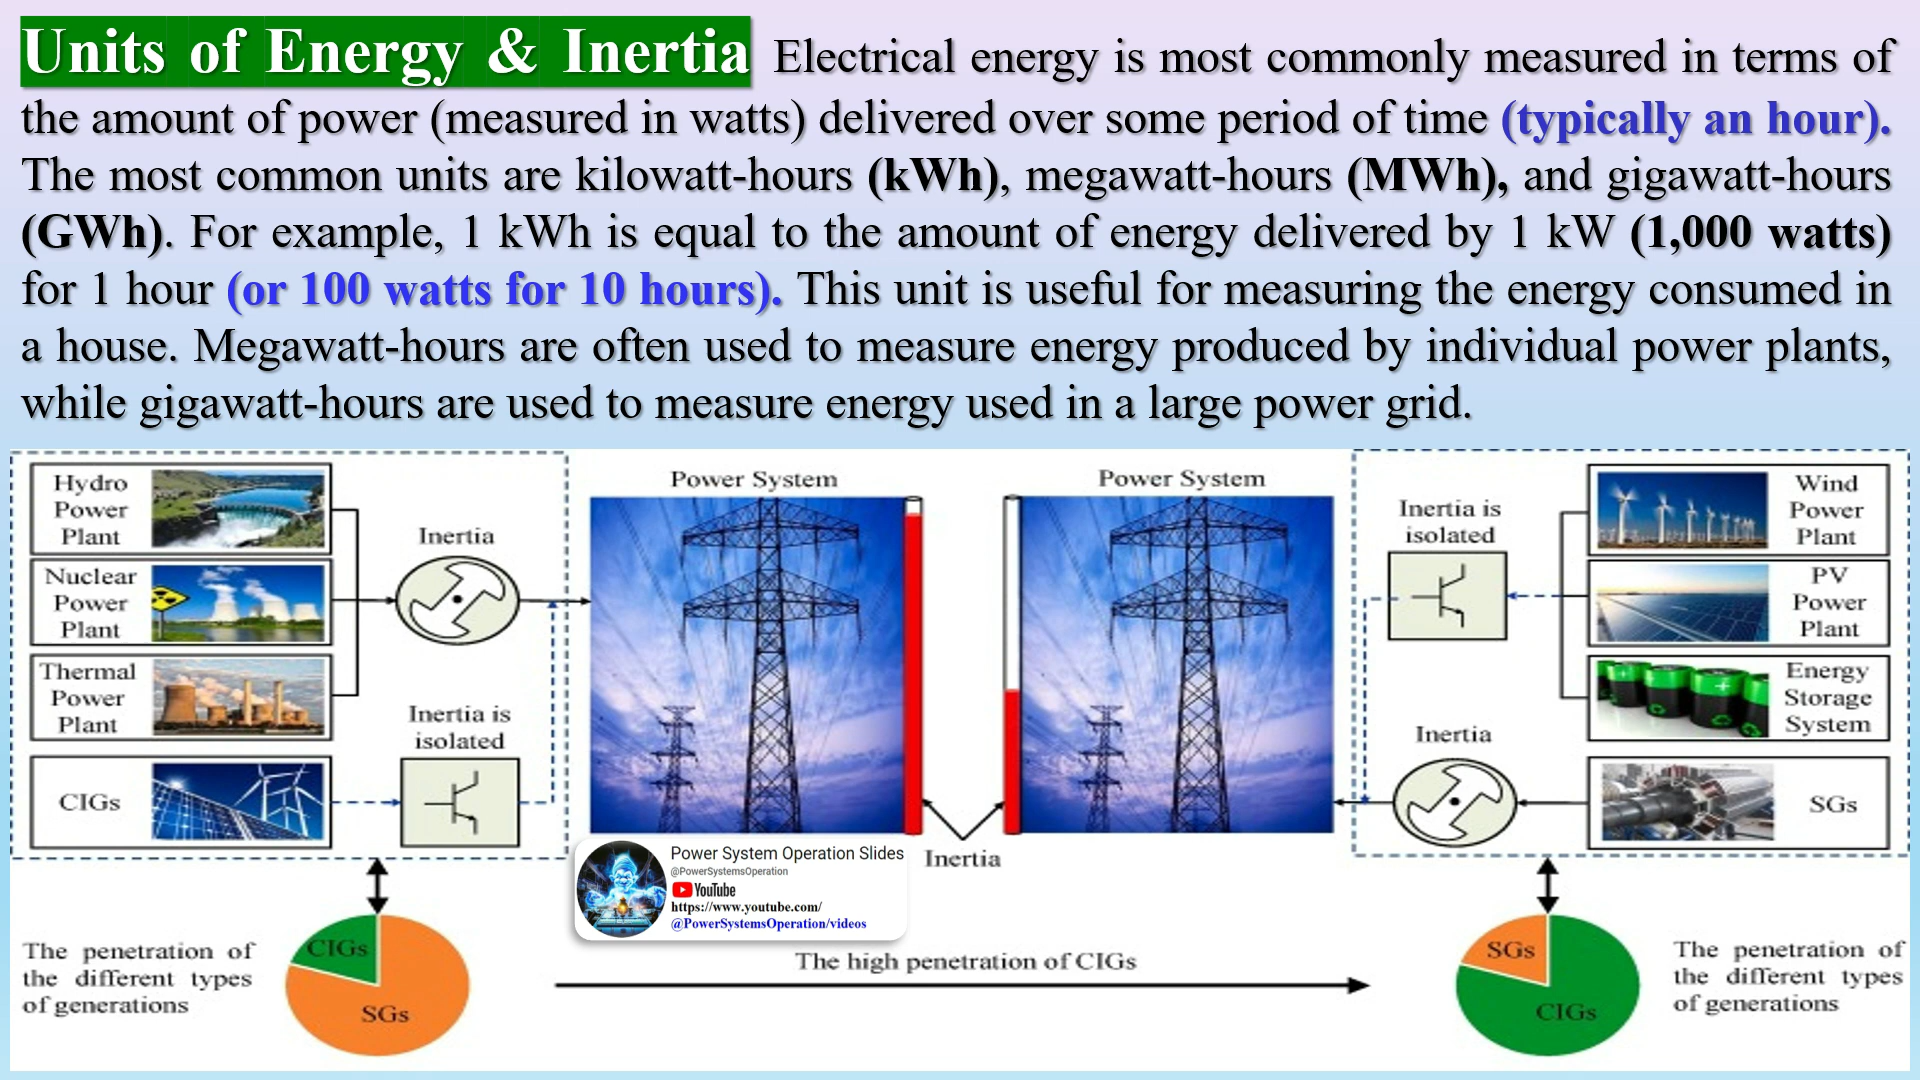 Units of Energy & Inertia Electrical energy is most commonly measured in terms of
the amount of power (measured in watts) delivered over some period of time (typically an hour).
The most common units are kilowatt-hours (kWh), megawatt-hours (MWh), and gigawatt-hours
(GWh). For example, 1 kWh is equal to the amount of energy delivered by 1 kW (1,000 watts)
for 1 hour (or 100 watts for 10 hours). This unit is useful for measuring the energy consumed in
a house. Megawatt-hours are often used to measure energy produced by individual power plants,
while gigawatt-hours are used to measure energy used in a large power grid.
Hydro
Power
Plant
Nuclear
Power
Plant
Thermal
Power
Plant
CIGs
Inertia
Inertia is
isolated
Power System
Power System
Inertia
Inertia is
isolated
Inertia
Wind
Power
Plant
PV
Power
Plant
Energy
Storage
System
SGs
Power System Operation Slides
@PowerSystemsOperation
YouTube
https://www.youtube.com/
@PowerSystemsOperation/videos
The penetration of
the different types
of generations
CIGs
SGs
The high penetration of CIGs
SGs
CIGs
The penetration of
the different types
of generations